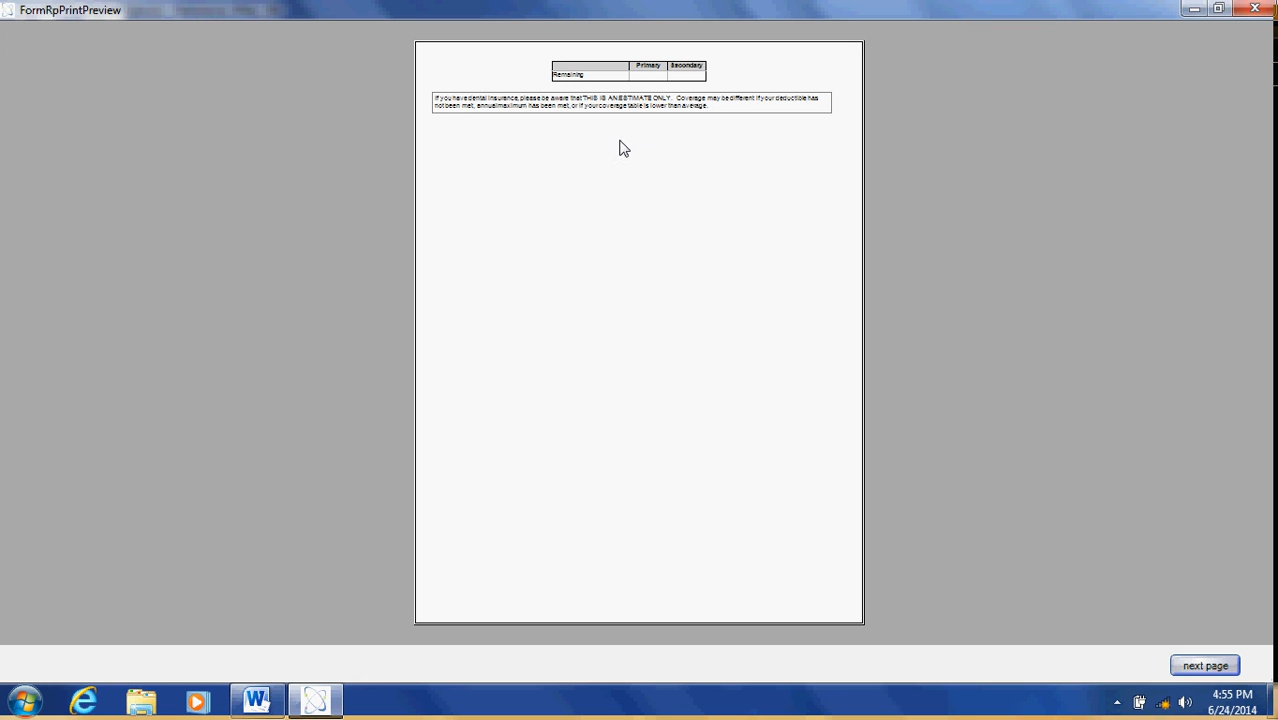 FormRpPrintPreview
Primary Secondary
Remaining
If you have dental insurance, please be aware that THIS IS AN ESTIMATE ONLY. Coverage may be different if your deductible has
not been met, annual maximum has been met, or if your coverage table is lower than average.
next page
4:55 PM
6/24/2014